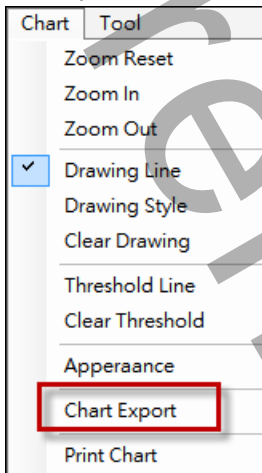 Chart Tool
Zoom Reset
Zoom In
Zoom Out
Drawing Line
Drawing Style
Clear Drawing
Threshold Line
Clear Threshold
Apperaance
Chart Export
Print Chart